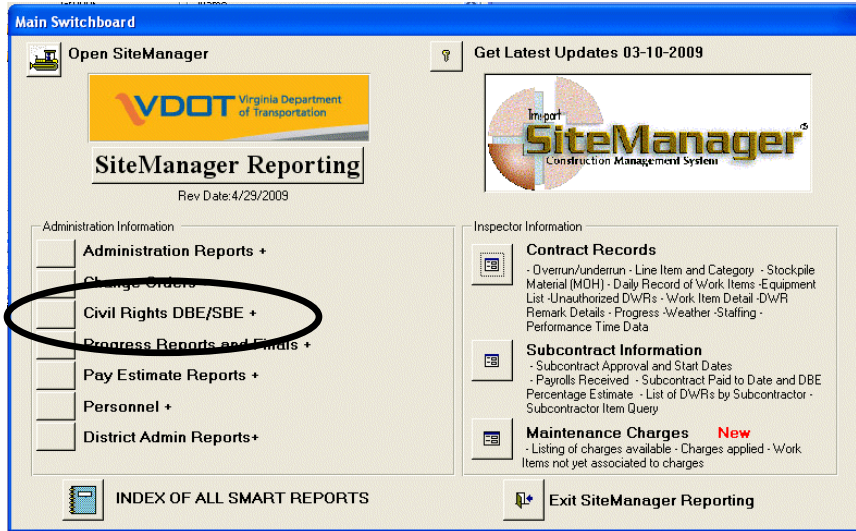 Main Switchboard
Open SiteManager
Get Latest Updates 03-10-2009
VDOT Virginia Department
of Transportation
SiteManager Reporting
Rev Date:4/29/2009
Trns•port
SiteManager®
Construction Management System
Administration Information
Administration Reports +
Change Orders +
Civil Rights DBE/SBE +
Progress Reports and Finals +
Pay Estimate Reports +
Personnel +
District Admin Reports+
INDEX OF ALL SMART REPORTS
Inspector Information
Contract Records
- Overrun/underrun - Line Item and Category - Stockpile
Material (MOH) - Daily Record of Work Items -Equipment
List -Unauthorized DWRs - Work Item Detail -DWR
Remark Details - Progress -Weather -Staffing -
Performance Time Data
Subcontract Information
- Subcontract Approval and Start Dates
- Payrolls Received - Subcontract Paid to Date and DBE
Percentage Estimate - List of DWRs by Subcontractor -
Subcontractor Item Query
Maintenance Charges New
- Listing of charges available - Charges applied - Work
Items not yet associated to charges
Exit SiteManager Reporting